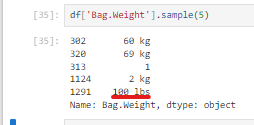 [35]: df['Bag.Weight'].sample(5)
[35]: 302 60 kg
320 69 kg
313 1
1124 2 kg
1291 100 lbs
Name: Bag.Weight, dtype: object